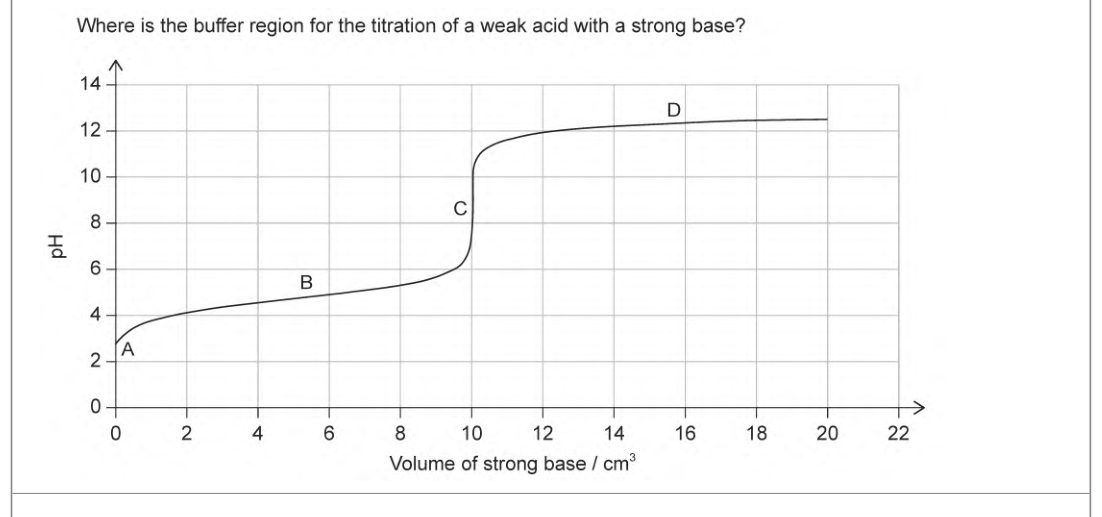 Where is the buffer region for the titration of a weak acid with a strong base?
14
12
D
10
C
8
pH
6
B
4
A
2
0
0 2 4 6 8 10 12 14 16 18 20 22
Volume of strong base / cm³